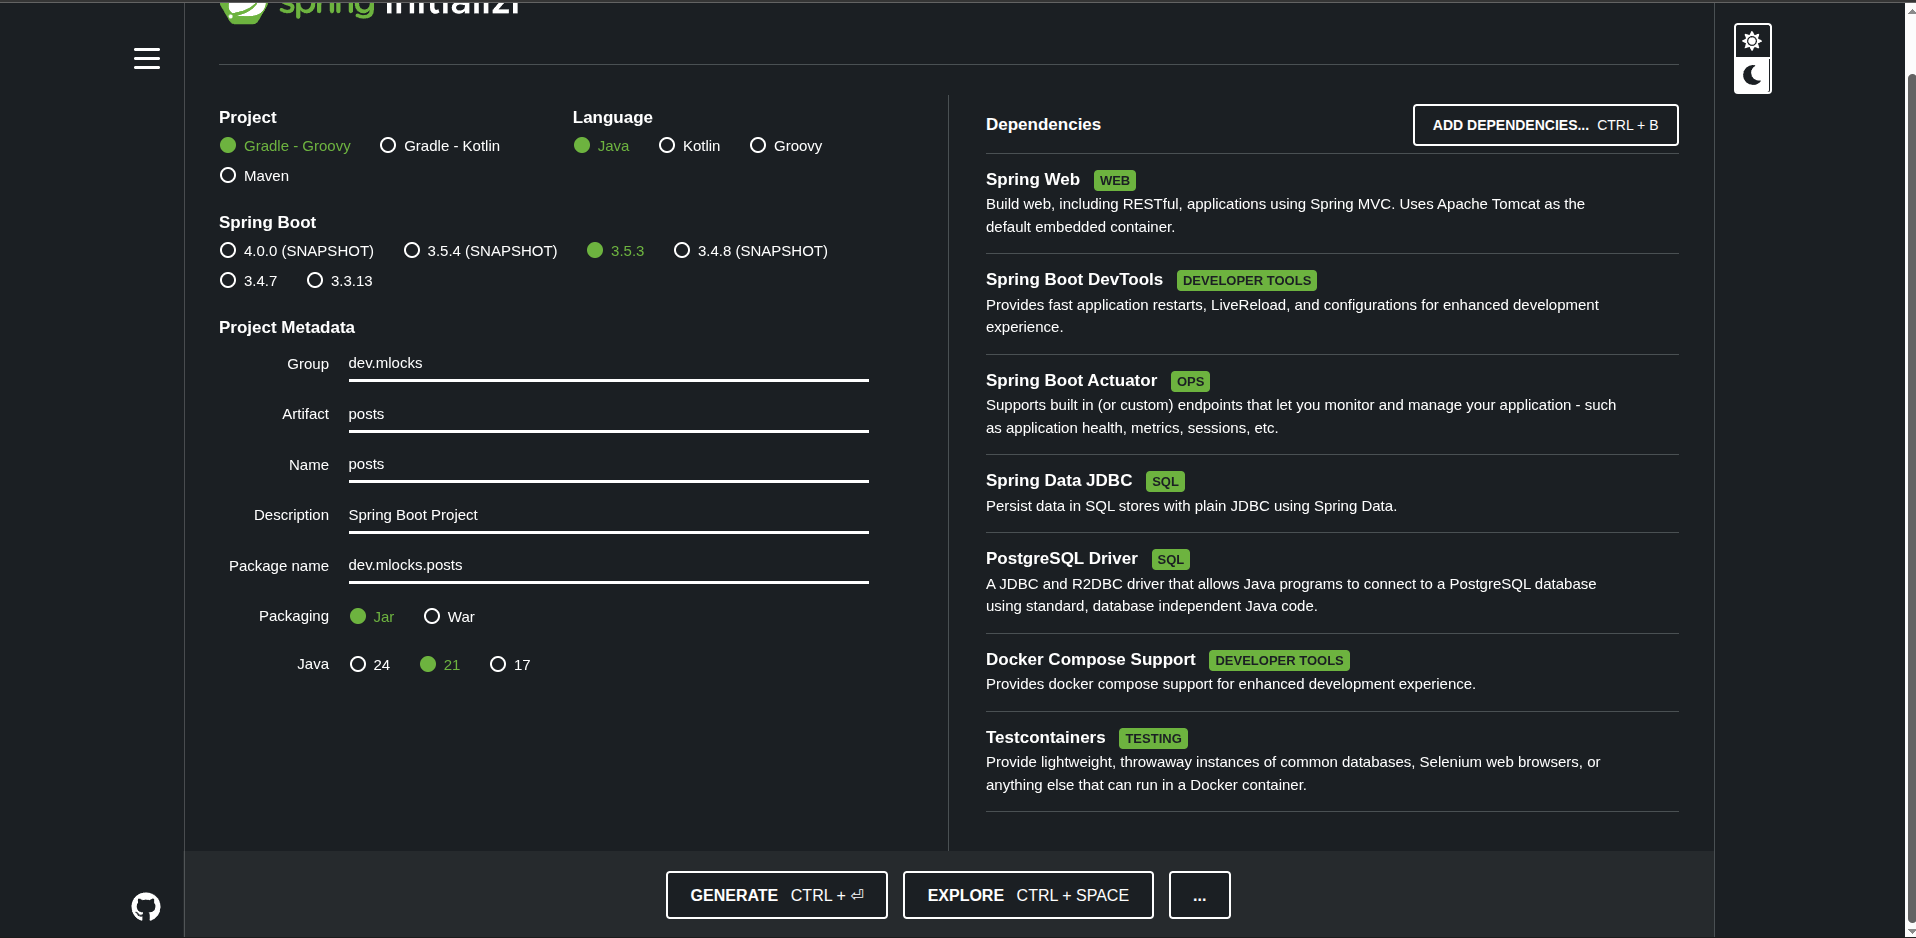 spring initializr
Project
Gradle - Groovy Gradle - Kotlin
Maven
Language
Java Kotlin Groovy
Spring Boot
4.0.0 (SNAPSHOT) 3.5.4 (SNAPSHOT) 3.5.3 3.4.8 (SNAPSHOT)
3.4.7 3.3.13
Project Metadata
Group dev.mlocks
Artifact posts
Name posts
Description Spring Boot Project
Package name dev.mlocks.posts
Packaging Jar War
Java 24 21 17
Dependencies
ADD DEPENDENCIES... CTRL + B
Spring Web WEB
Build web, including RESTful, applications using Spring MVC. Uses Apache Tomcat as the
default embedded container.
Spring Boot DevTools DEVELOPER TOOLS
Provides fast application restarts, LiveReload, and configurations for enhanced development
experience.
Spring Boot Actuator OPS
Supports built in (or custom) endpoints that let you monitor and manage your application - such
as application health, metrics, sessions, etc.
Spring Data JDBC SQL
Persist data in SQL stores with plain JDBC using Spring Data.
PostgreSQL Driver SQL
A JDBC and R2DBC driver that allows Java programs to connect to a PostgreSQL database
using standard, database independent Java code.
Docker Compose Support DEVELOPER TOOLS
Provides docker compose support for enhanced development experience.
Testcontainers TESTING
Provide lightweight, throwaway instances of common databases, Selenium web browsers, or
anything else that can run in a Docker container.
GENERATE CTRL + ⏎
EXPLORE CTRL + SPACE
...